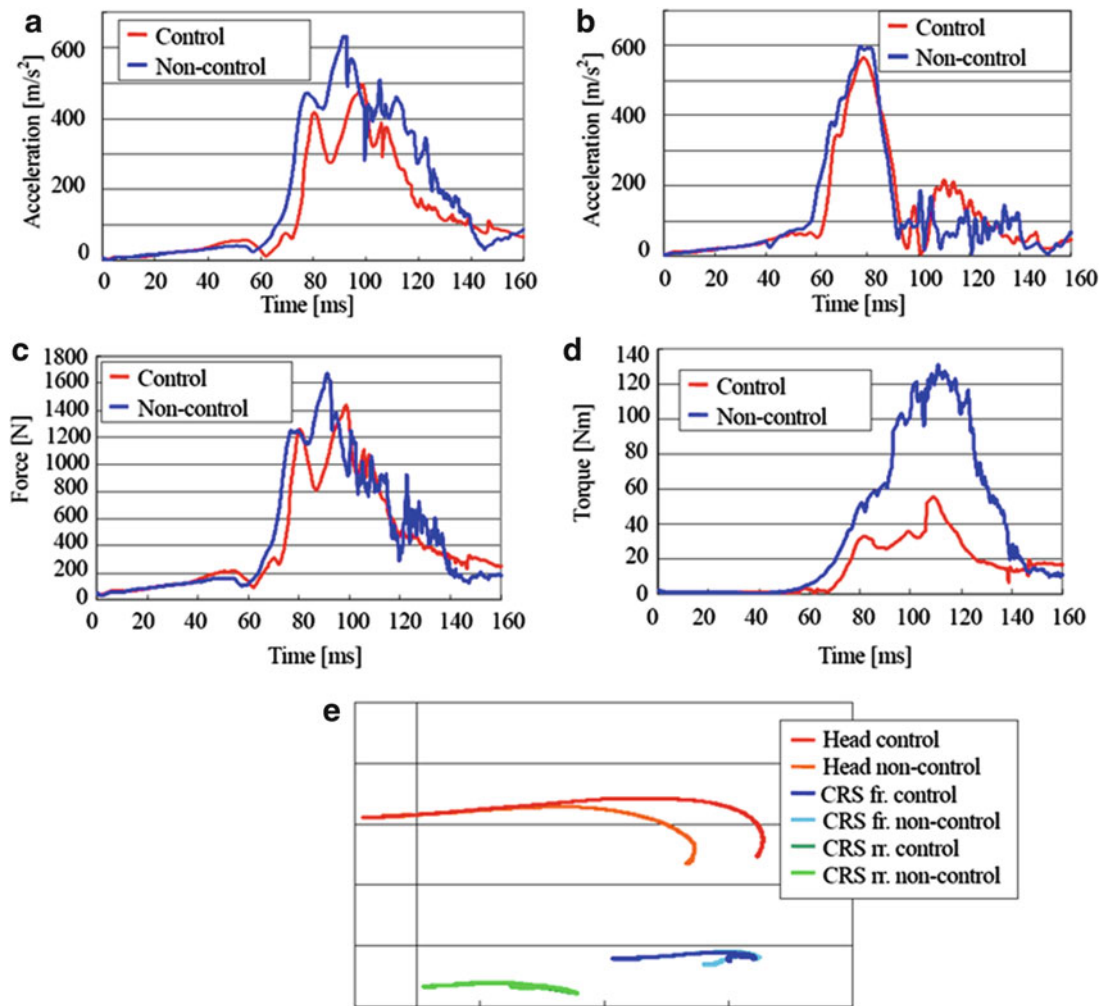 a
Control
Non-control
Acceleration [m/s²]
600
400
200
0
0 20 40 60 80 100 120 140 160
Time [ms]
b
Control
Non-control
Acceleration [m/s²]
600
400
200
0
0 20 40 60 80 100 120 140 160
Time [ms]
c
Control
Non-control
Force [N]
1800
1600
1400
1200
1000
800
600
400
200
0
0 20 40 60 80 100 120 140 160
Time [ms]
d
Control
Non-control
Torque [Nm]
140
120
100
80
60
40
20
0
0 20 40 60 80 100 120 140 160
Time [ms]
e
Head control
Head non-control
CRS fr. control
CRS fr. non-control
CRS rr. control
CRS rr. non-control